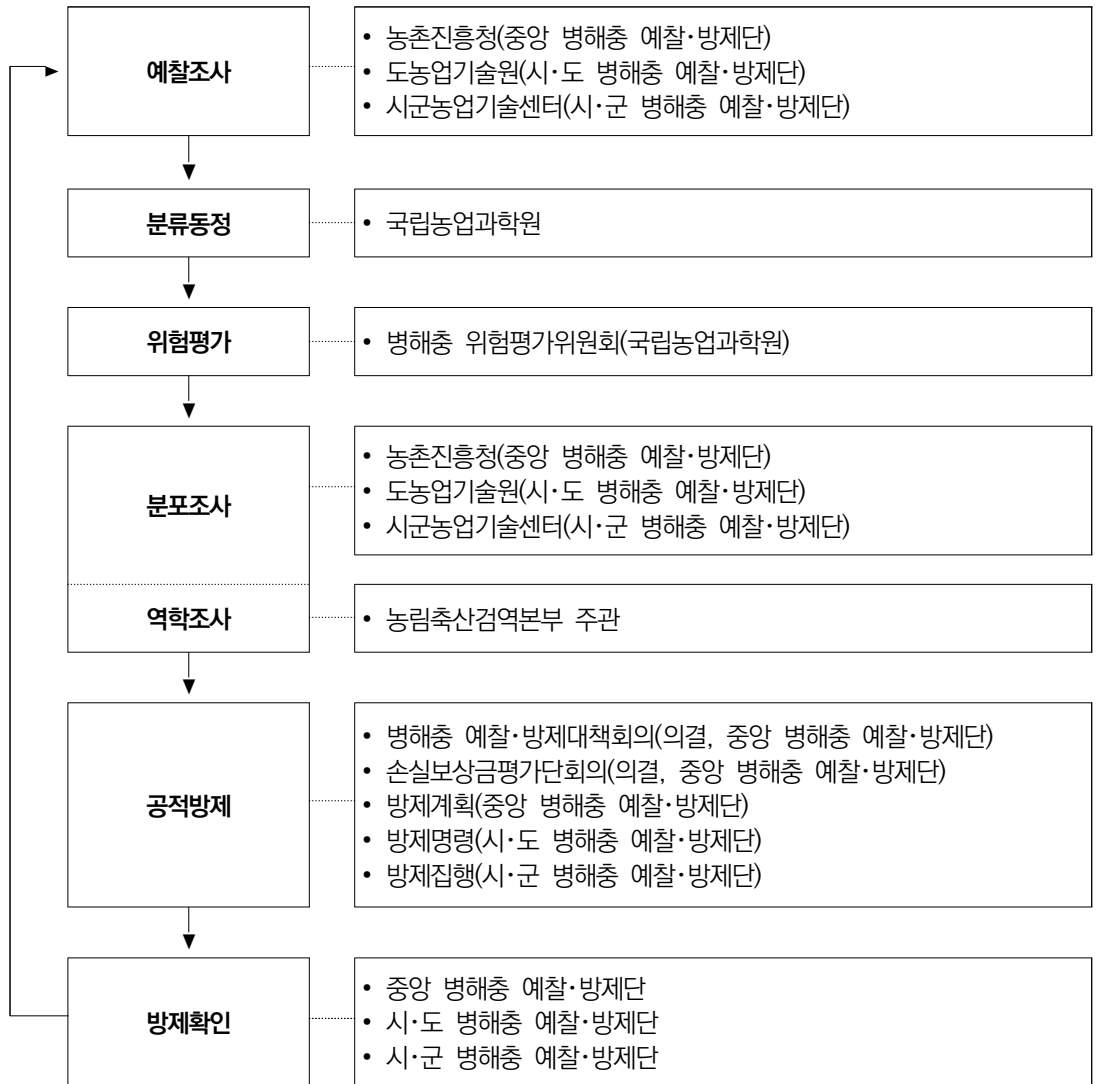 예찰조사
• 농촌진흥청(중앙 병해충 예찰·방제단)
• 도농업기술원(시·도 병해충 예찰·방제단)
• 시군농업기술센터(시·군 병해충 예찰·방제단)
분류동정
• 국립농업과학원
위험평가
• 병해충 위험평가위원회(국립농업과학원)
분포조사
• 농촌진흥청(중앙 병해충 예찰·방제단)
• 도농업기술원(시·도 병해충 예찰·방제단)
• 시군농업기술센터(시·군 병해충 예찰·방제단)
역학조사
• 농림축산검역본부 주관
공적방제
• 병해충 예찰·방제대책회의(의결, 중앙 병해충 예찰·방제단)
• 손실보상금평가단회의(의결, 중앙 병해충 예찰·방제단)
• 방제계획(중앙 병해충 예찰·방제단)
• 방제명령(시·도 병해충 예찰·방제단)
• 방제집행(시·군 병해충 예찰·방제단)
방제확인
• 중앙 병해충 예찰·방제단
• 시·도 병해충 예찰·방제단
• 시·군 병해충 예찰·방제단